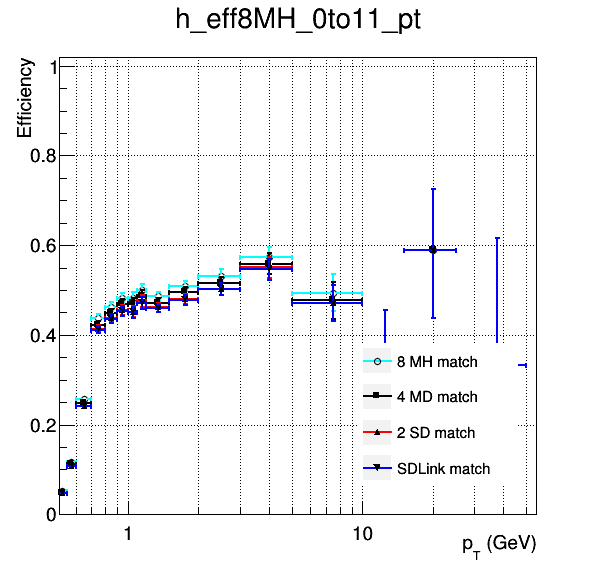 h_eff8MH_0to11_pt
Efficiency
1
0.8
0.6
0.4
0.2
0
8 MH match
4 MD match
2 SD match
SDLink match
1
10
p_T (GeV)